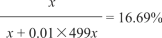 x
x + 0.01×499x = 16.69%